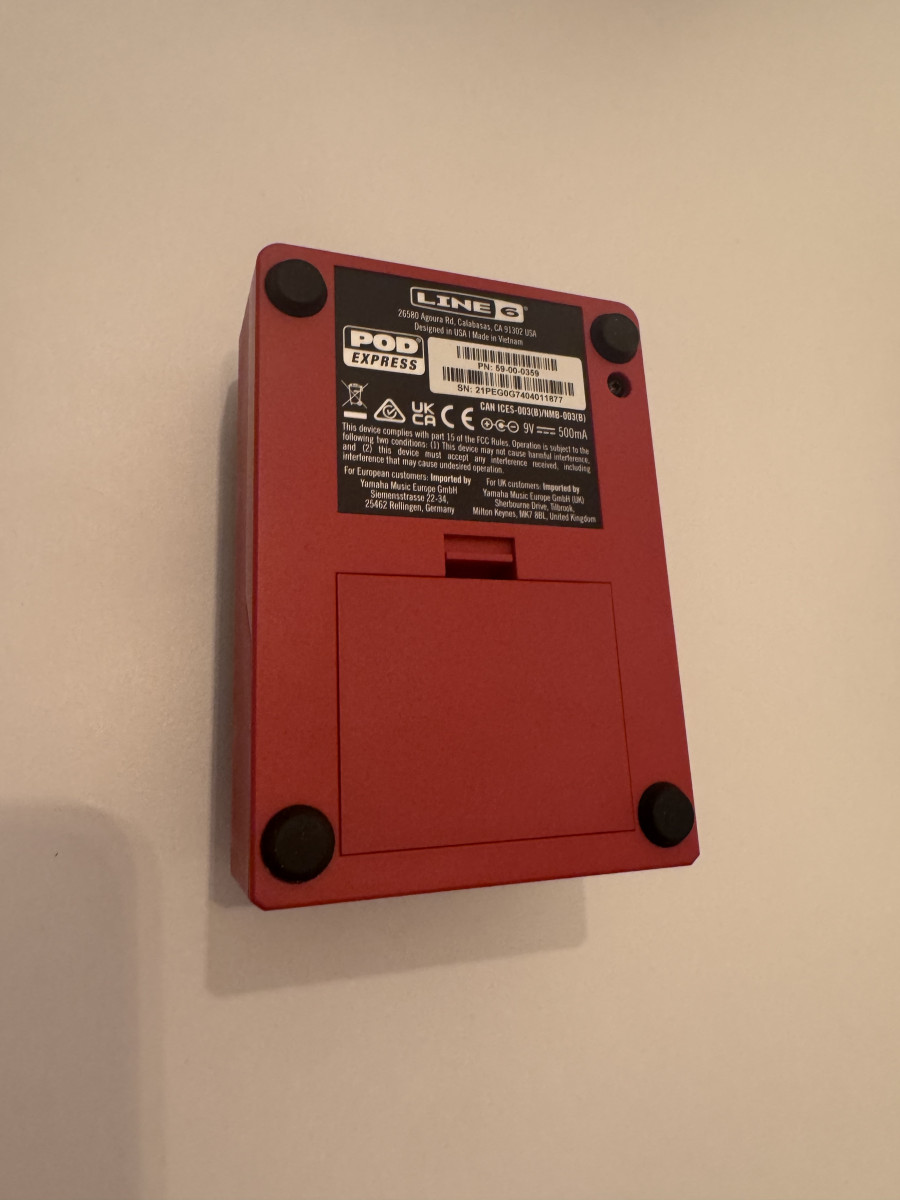 LINE 6
26580 Agoura Rd, Calabasas, CA 91302 USA
Designed in USA | Made in Vietnam
POD
EXPRESS
PN: 59-00-0359
SN: 21PEG0G7404011877
UK
CA
CE
CAN ICES-003(B)/NMB-003(B)
9V 500mA
This device complies with part 15 of the FCC Rules. Operation is subject to the
following two conditions: (1) This device may not cause harmful interference,
and (2) this device must accept any interference received, including
interference that may cause undesired operation.
For European customers: Imported by
Yamaha Music Europe GmbH
Siemensstrasse 22-34,
25462 Rellingen, Germany
For UK customers: Imported by
Yamaha Music Europe GmbH (UK)
Sherbourne Drive, Tilbrook,
Milton Keynes, MK7 8BL, United Kingdom